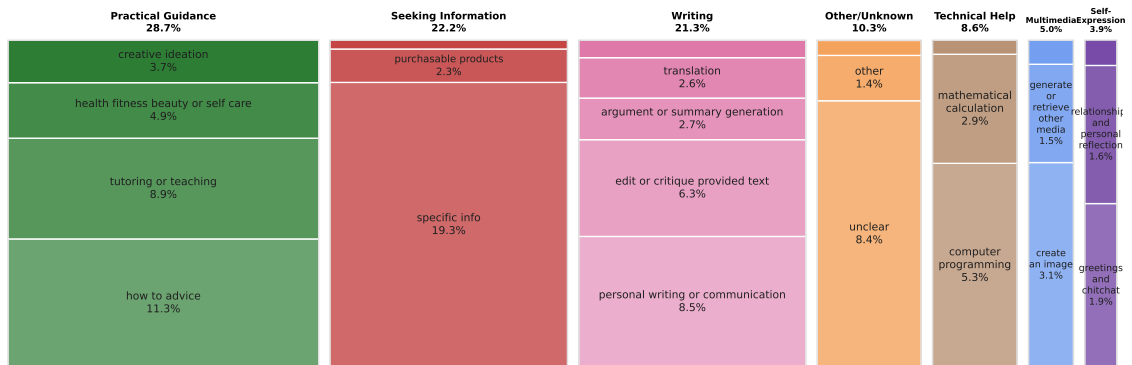 Practical Guidance
28.7%
creative ideation
3.7%
health fitness beauty or self care
4.9%
tutoring or teaching
8.9%
how to advice
11.3%
Seeking Information
22.2%
purchasable products
2.3%
specific info
19.3%
Writing
21.3%
translation
2.6%
argument or summary generation
2.7%
edit or critique provided text
6.3%
personal writing or communication
8.5%
Other/Unknown
10.3%
other
1.4%
unclear
8.4%
Technical Help
8.6%
mathematical
calculation
2.9%
computer
programming
5.3%
Multimedia
5.0%
generate
or
retrieve
other
media
1.5%
create
an image
3.1%
Self-
Expression
3.9%
relationships
and
personal
reflection
1.6%
greetings
and
chitchat
1.9%